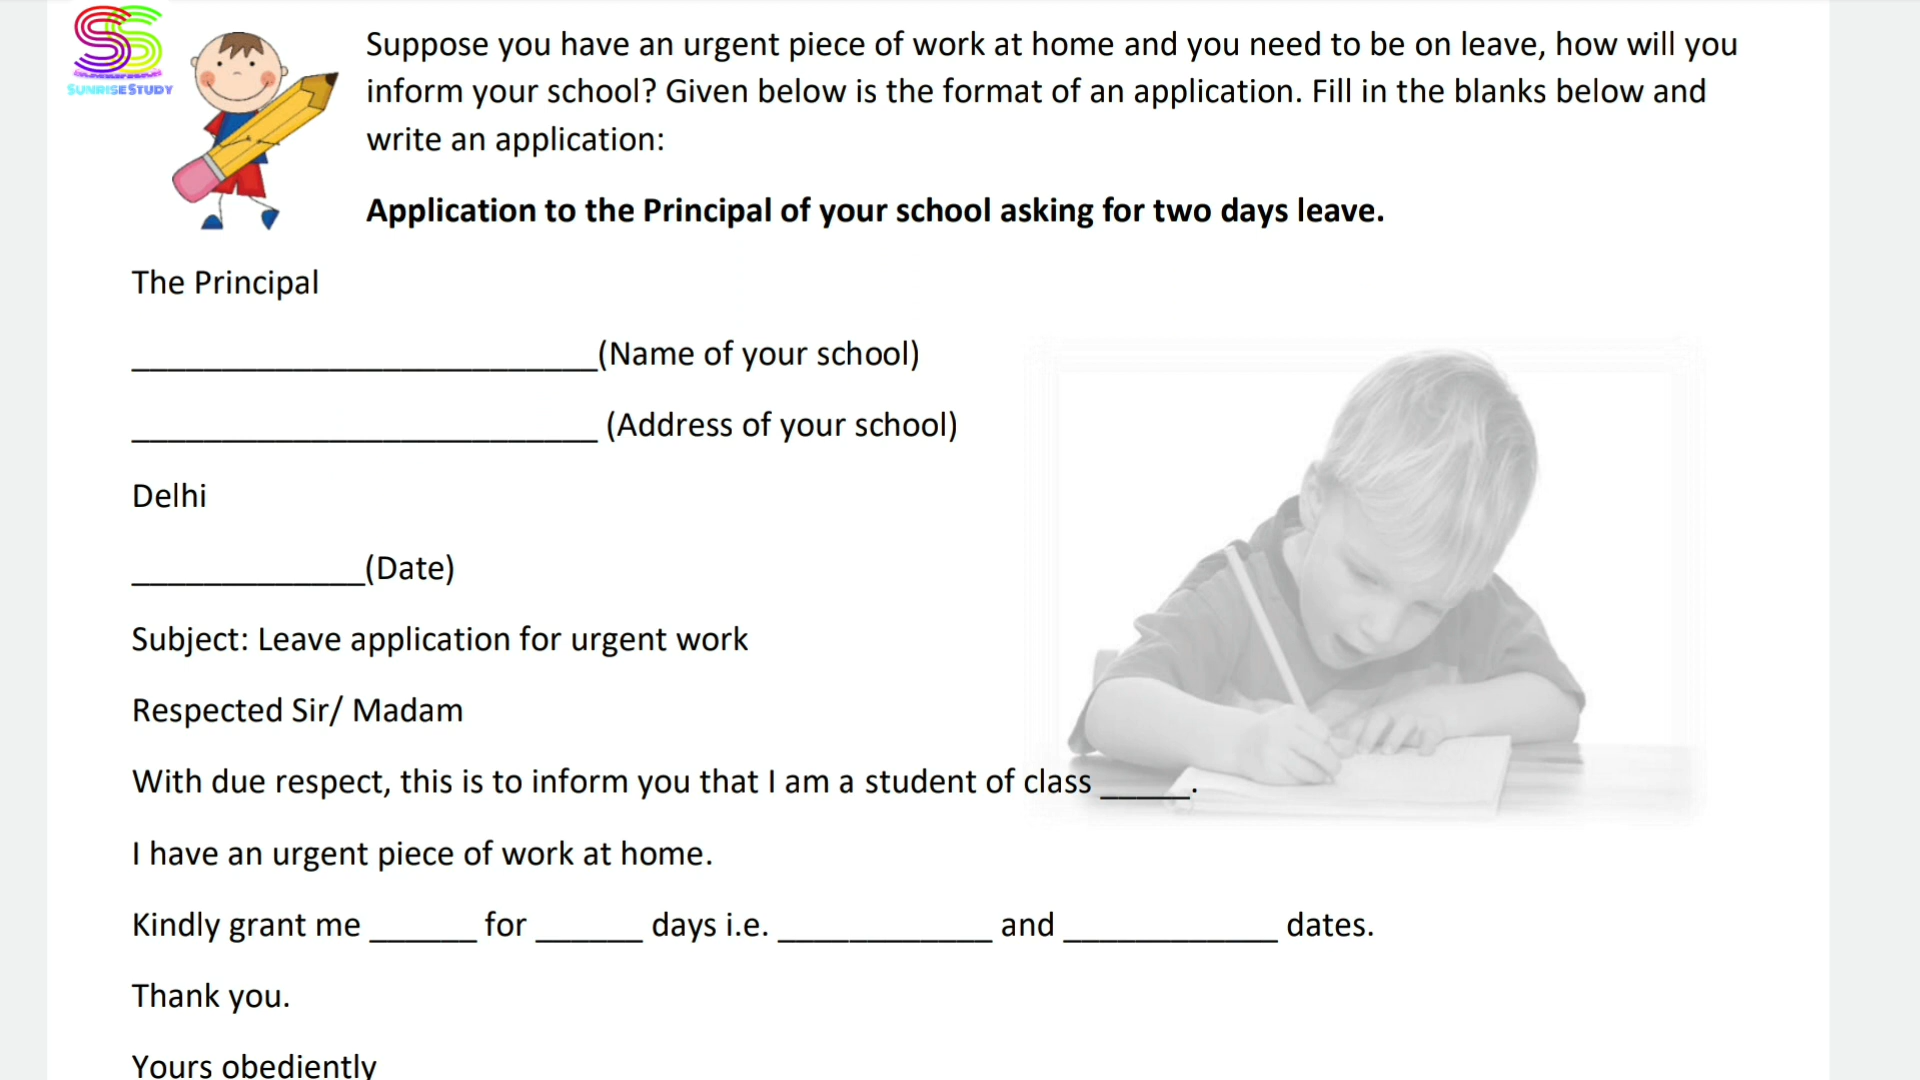 SS
SUNRISESTUDY
Suppose you have an urgent piece of work at home and you need to be on leave, how will you
inform your school? Given below is the format of an application. Fill in the blanks below and
write an application:
Application to the Principal of your school asking for two days leave.
The Principal
__________________________(Name of your school)
__________________________ (Address of your school)
Delhi
_____________(Date)
Subject: Leave application for urgent work
Respected Sir/ Madam
With due respect, this is to inform you that I am a student of class _____.
I have an urgent piece of work at home.
Kindly grant me ______ for ______ days i.e. ____________ and ____________ dates.
Thank you.
Yours obediently